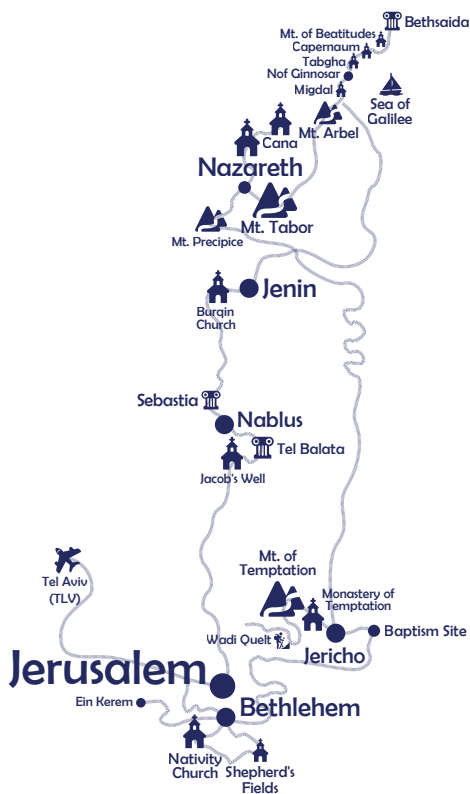 Bethsaida
Mt. of Beatitudes
Capernaum
Tabgha
Nof Ginnosar
Migdal
Sea of
Galilee
Mt. Arbel
Cana
Nazareth
Mt. Tabor
Mt. Precipice
Jenin
Burqin
Church
Sebastia
Nablus
Tel Balata
Jacob's Well
Tel Aviv
(TLV)
Mt. of
Temptation
Monastery of
Temptation
Wadi Quelt
Baptism Site
Jericho
Jerusalem
Ein Kerem
Bethlehem
Nativity
Church
Shepherd's
Fields